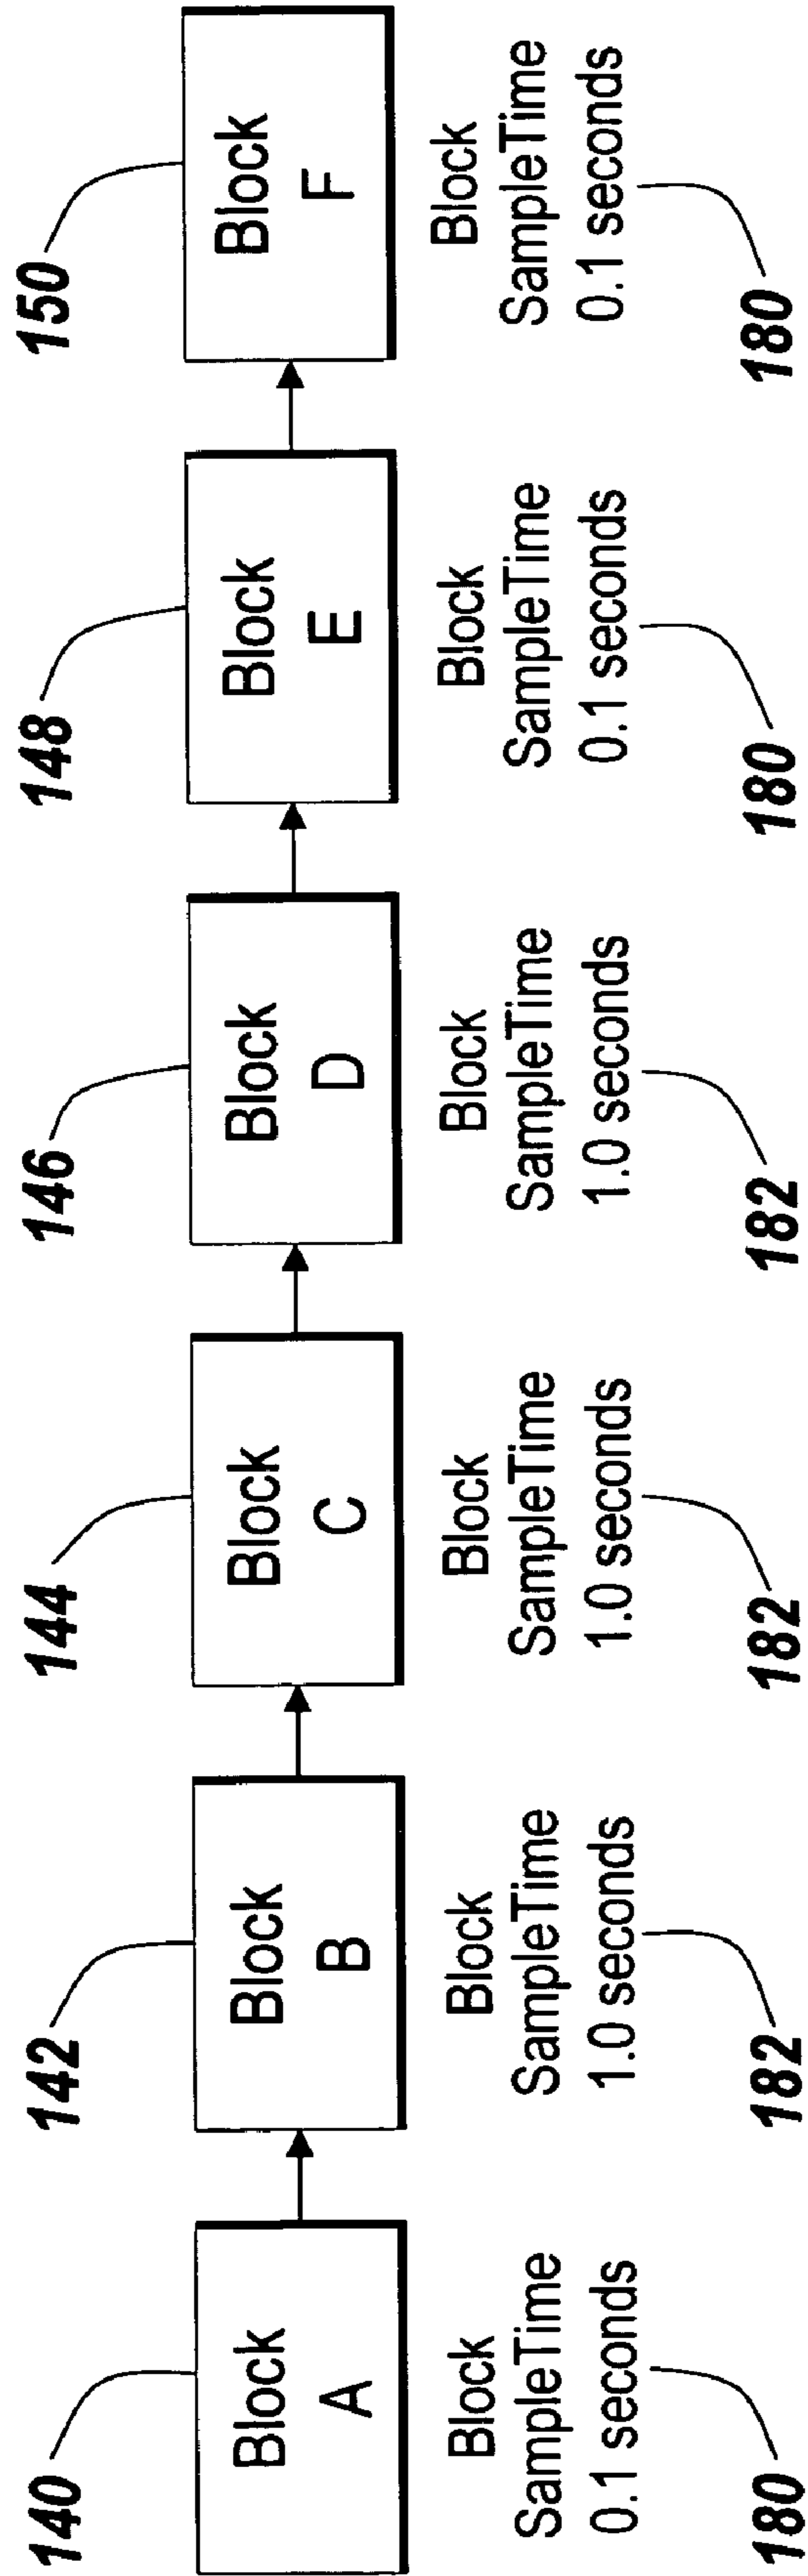 140
142
144
146
148
150
Block
A
Block
B
Block
C
Block
D
Block
E
Block
F
Block
SampleTime
0.1 seconds
Block
SampleTime
1.0 seconds
Block
SampleTime
1.0 seconds
Block
SampleTime
1.0 seconds
Block
SampleTime
0.1 seconds
Block
SampleTime
0.1 seconds
180
182
182
182
180
180